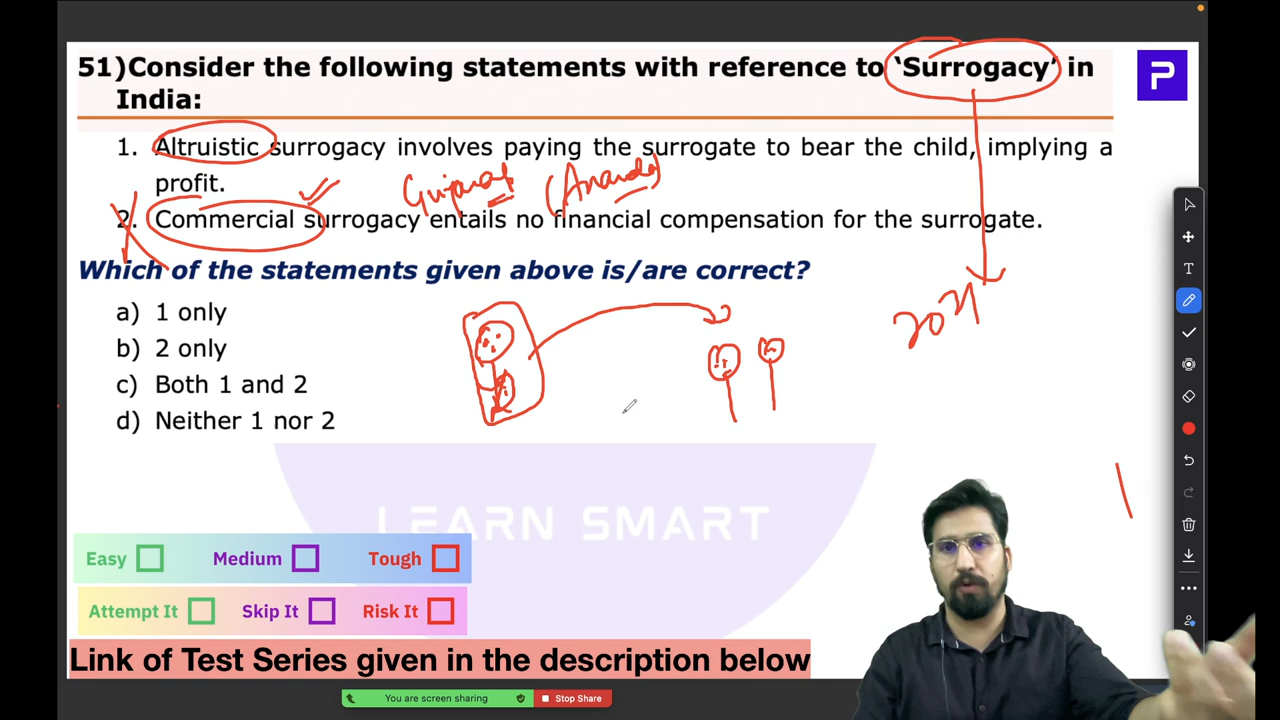 51)Consider the following statements with reference to ‘Surrogacy’ in
India:
1. Altruistic surrogacy involves paying the surrogate to bear the child, implying a
profit.
Gujarat (Ananda)
2. Commercial surrogacy entails no financial compensation for the surrogate.
Which of the statements given above is/are correct?
a) 1 only
b) 2 only
c) Both 1 and 2
d) Neither 1 nor 2
2021
P
LEARN SMART
Easy Medium Tough
Attempt It Skip It Risk It
Link of Test Series given in the description below
You are screen sharing Stop Share
T